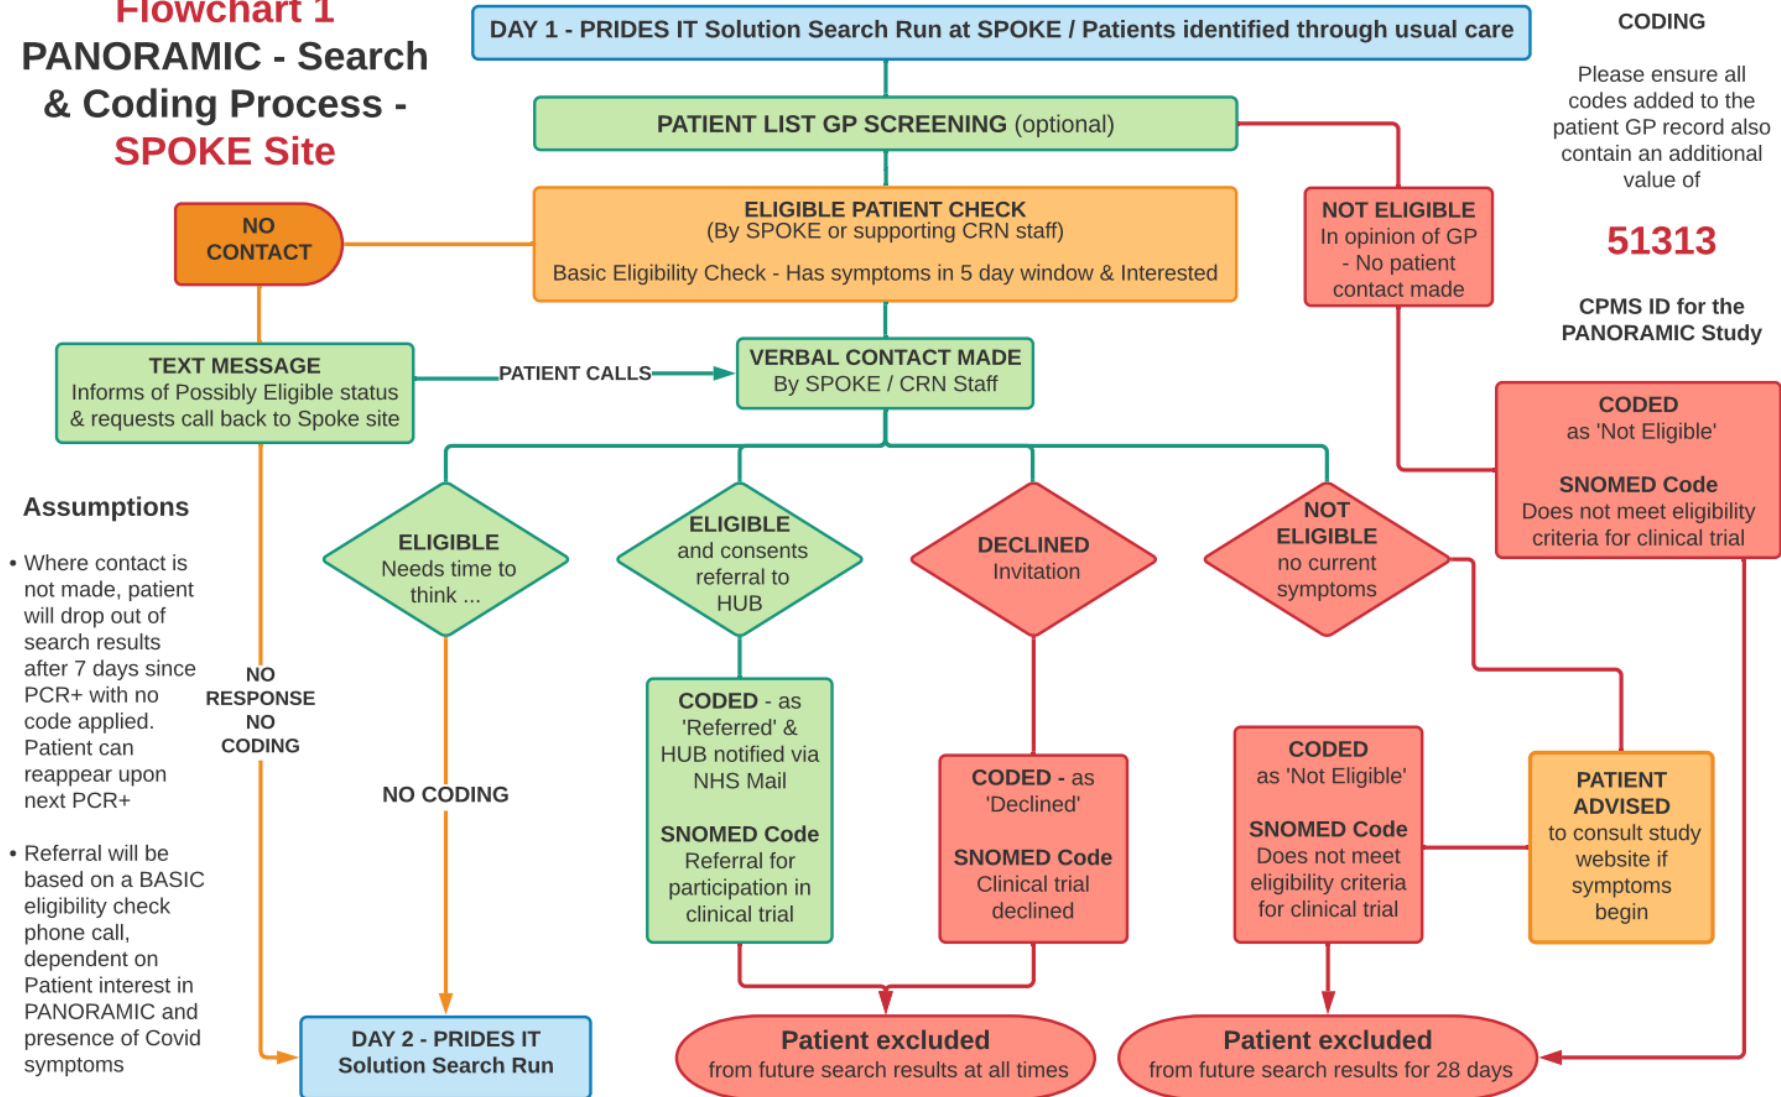 Flowchart 1
PANORAMIC - Search
& Coding Process -
SPOKE Site
DAY 1 - PRIDES IT Solution Search Run at SPOKE / Patients identified through usual care
PATIENT LIST GP SCREENING (optional)
ELIGIBLE PATIENT CHECK
(By SPOKE or supporting CRN staff)
Basic Eligibility Check - Has symptoms in 5 day window & Interested
NO
CONTACT
NOT ELIGIBLE
In opinion of GP
- No patient
contact made
CODING
Please ensure all
codes added to the
patient GP record also
contain an additional
value of
51313
CPMS ID for the
PANORAMIC Study
TEXT MESSAGE
Informs of Possibly Eligible status
& requests call back to Spoke site
PATIENT CALLS
VERBAL CONTACT MADE
By SPOKE / CRN Staff
CODED
as 'Not Eligible'
SNOMED Code
Does not meet eligibility
criteria for clinical trial
Assumptions
• Where contact is
not made, patient
will drop out of
search results
after 7 days since
PCR+ with no
code applied.
Patient can
reappear upon
next PCR+
• Referral will be
based on a BASIC
eligibility check
phone call,
dependent on
Patient interest in
PANORAMIC and
presence of Covid
symptoms
NO
RESPONSE
NO
CODING
ELIGIBLE
Needs time to
think ...
ELIGIBLE
and consents
referral to
HUB
DECLINED
Invitation
NOT
ELIGIBLE
no current
symptoms
NO CODING
CODED - as
'Referred' &
HUB notified via
NHS Mail
SNOMED Code
Referral for
participation in
clinical trial
CODED - as
'Declined'
SNOMED Code
Clinical trial
declined
CODED
as 'Not Eligible'
SNOMED Code
Does not meet
eligibility criteria
for clinical trial
PATIENT
ADVISED
to consult study
website if
symptoms
begin
DAY 2 - PRIDES IT
Solution Search Run
Patient excluded
from future search results at all times
Patient excluded
from future search results for 28 days